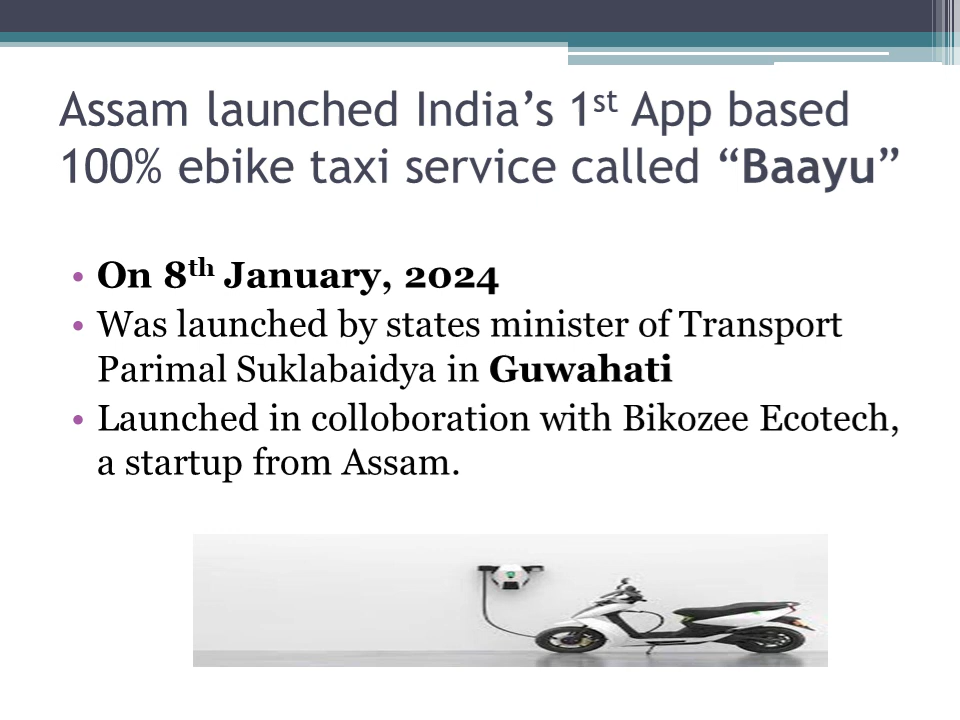 Assam launched India’s 1st App based
100% ebike taxi service called “Baayu”
• On 8th January, 2024
• Was launched by states minister of Transport
Parimal Suklabaidya in Guwahati
• Launched in colloboration with Bikozee Ecotech,
a startup from Assam.